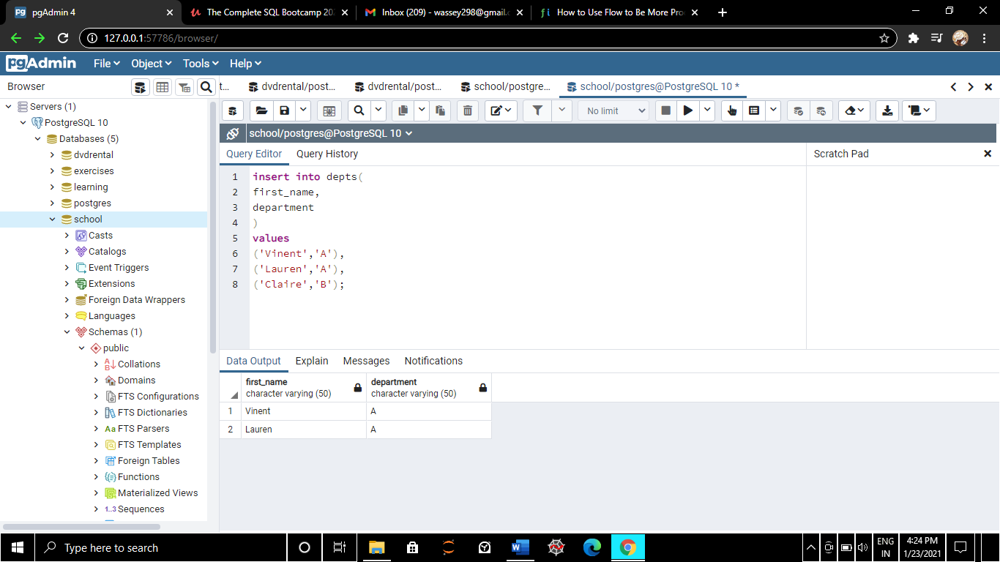 pgAdmin 4
The Complete SQL Bootcamp 202
Inbox (209) - wassey298@gmail.c
How to Use Flow to Be More Pro
127.0.0.1:57786/browser/
pgAdmin File Object Tools Help
Browser
t... dvdrental/post... dvdrental/post... school/postgre... school/postgres@PostgreSQL 10 *
No limit
school/postgres@PostgreSQL 10
Servers (1)
PostgreSQL 10
Databases (5)
dvdrental
exercises
learning
postgres
school
Casts
Catalogs
Event Triggers
Extensions
Foreign Data Wrappers
Languages
Schemas (1)
public
Collations
Domains
FTS Configurations
FTS Dictionaries
Aa FTS Parsers
FTS Templates
Foreign Tables
Functions
Materialized Views
1..3 Sequences
Query Editor Query History
Scratch Pad
1 insert into depts(
2 first_name,
3 department
4 )
5 values
6 ('Vinent','A'),
7 ('Lauren','A'),
8 ('Claire','B');
Data Output Explain Messages Notifications
first_name department
character varying (50) character varying (50)
1 Vinent A
2 Lauren A
Type here to search
ENG
IN
4:24 PM
1/23/2021